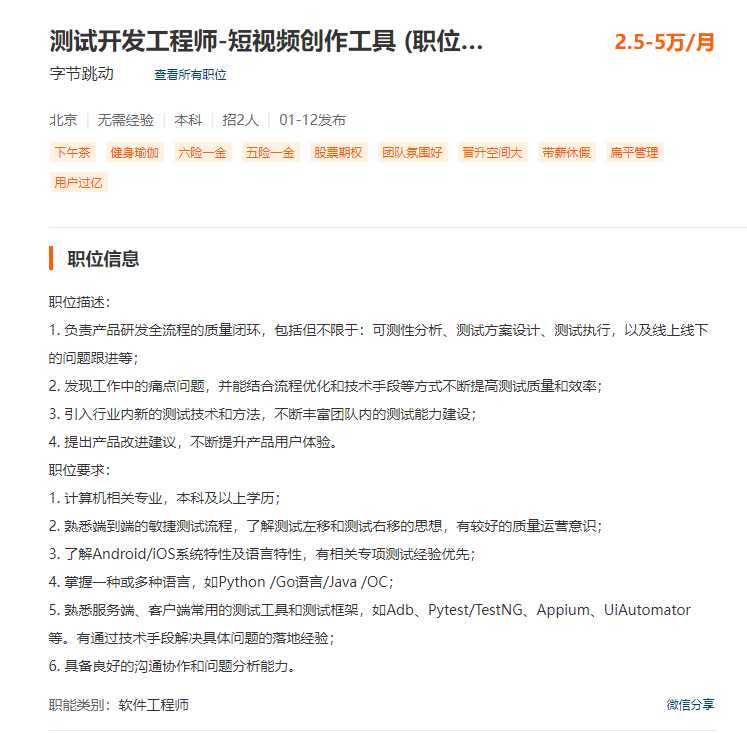 测试开发工程师-短视频创作工具 (职位...
2.5-5万/月
字节跳动 查看所有职位
北京 | 无需经验 | 本科 | 招2人 | 01-12发布
下午茶 健身瑜伽 六险一金 五险一金 股票期权 团队氛围好 晋升空间大 带薪休假 扁平管理
用户过亿
职位信息
职位描述：
1. 负责产品研发全流程的质量闭环，包括但不限于：可测性分析、测试方案设计、测试执行，以及线上线下
的问题跟进等；
2. 发现工作中的痛点问题，并能结合流程优化和技术手段等方式不断提高测试质量和效率；
3. 引入行业内新的测试技术和方法，不断丰富团队内的测试能力建设；
4. 提出产品改进建议，不断提升产品用户体验。
职位要求：
1. 计算机相关专业，本科及以上学历；
2. 熟悉端到端的敏捷测试流程，了解测试左移和测试右移的思想，有较好的质量运营意识；
3. 了解Android/iOS系统特性及语言特性，有相关专项测试经验优先；
4. 掌握一种或多种语言，如Python /Go语言/Java /OC；
5. 熟悉服务端、客户端常用的测试工具和测试框架，如Adb、Pytest/TestNG、Appium、UiAutomator
等。有通过技术手段解决具体问题的落地经验；
6. 具备良好的沟通协作和问题分析能力。
职能类别：软件工程师
微信分享